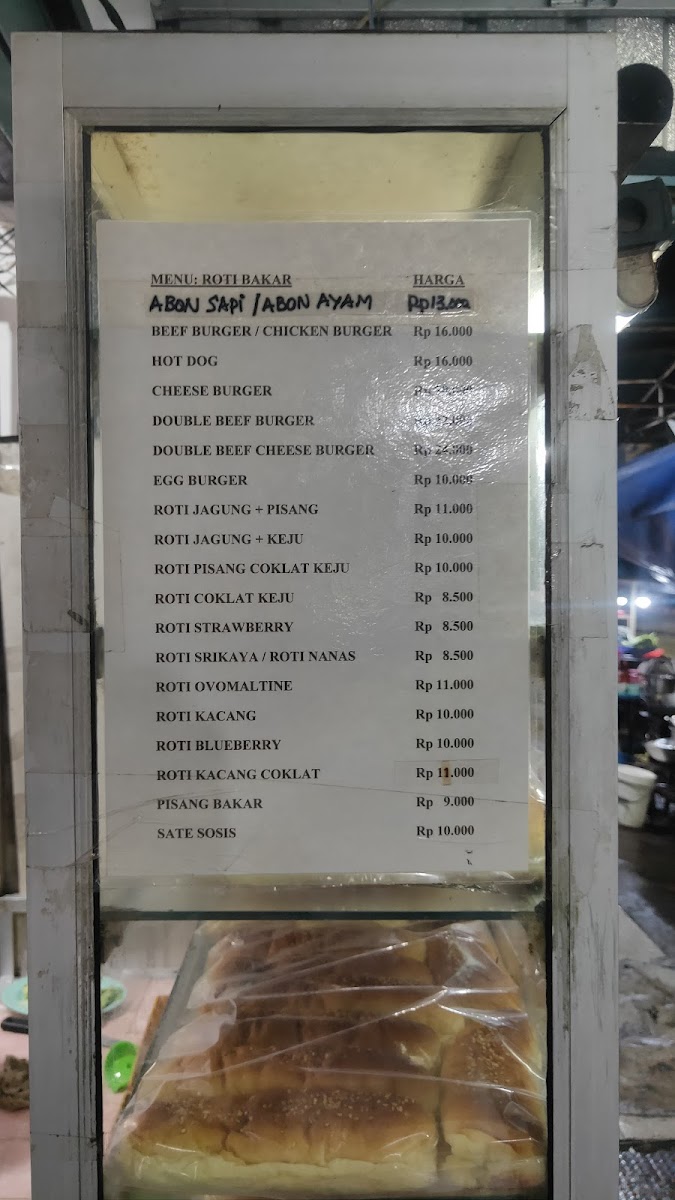 MENU: ROTI BAKAR HARGA
ABON SAPI / ABON AYAM Rp13.000
BEEF BURGER / CHICKEN BURGER Rp 16.000
HOT DOG Rp 16.000
CHEESE BURGER Rp
DOUBLE BEEF BURGER Rp
DOUBLE BEEF CHEESE BURGER Rp 24.500
EGG BURGER Rp 10.000
ROTI JAGUNG + PISANG Rp 11.000
ROTI JAGUNG + KEJU Rp 10.000
ROTI PISANG COKLAT KEJU Rp 10.000
ROTI COKLAT KEJU Rp 8.500
ROTI STRAWBERRY Rp 8.500
ROTI SRIKAYA / ROTI NANAS Rp 8.500
ROTI OVOMALTINE Rp 11.000
ROTI KACANG Rp 10.000
ROTI BLUEBERRY Rp 10.000
ROTI KACANG COKLAT Rp 11.000
PISANG BAKAR Rp 9.000
SATE SOSIS Rp 10.000